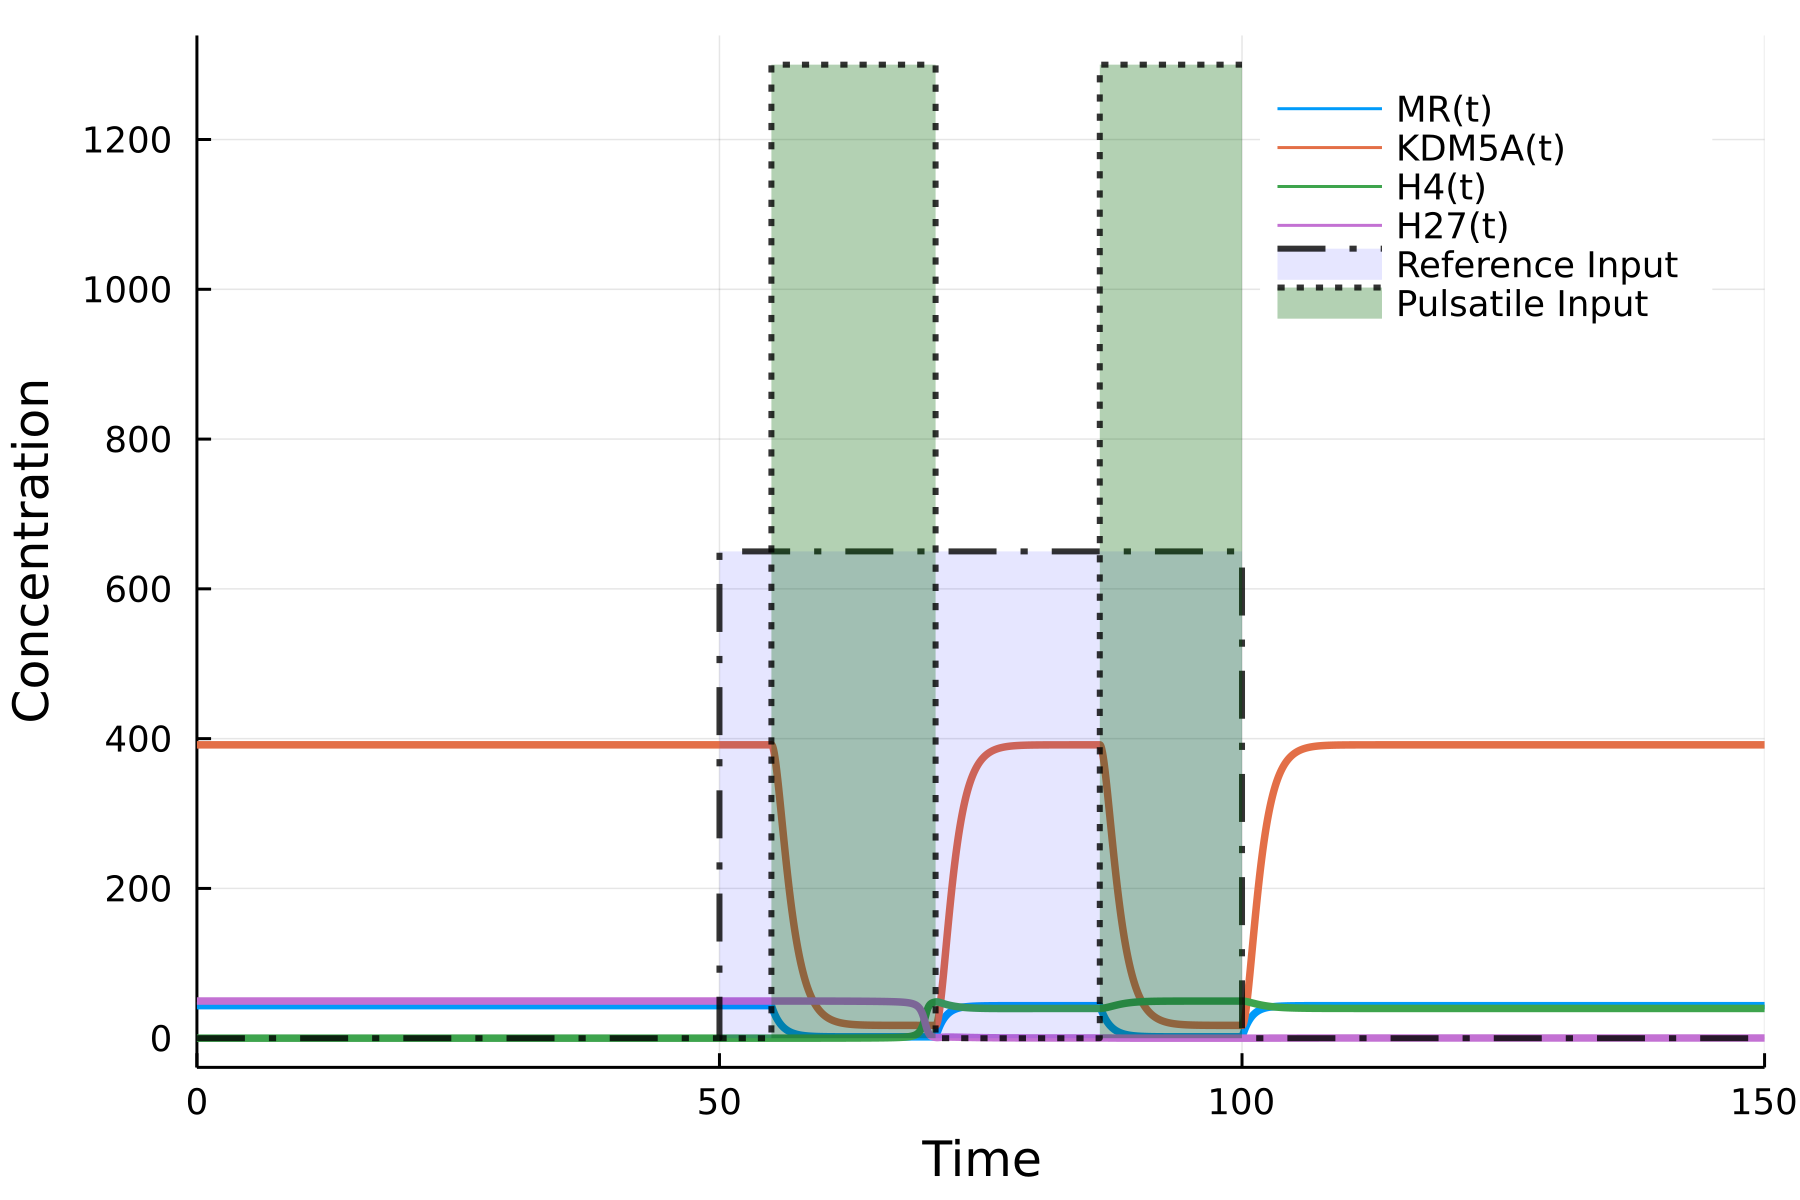 Concentration
1200
1000
800
600
400
200
0
0
50
100
150
Time
MR(t)
KDM5A(t)
H4(t)
H27(t)
Reference Input
Pulsatile Input